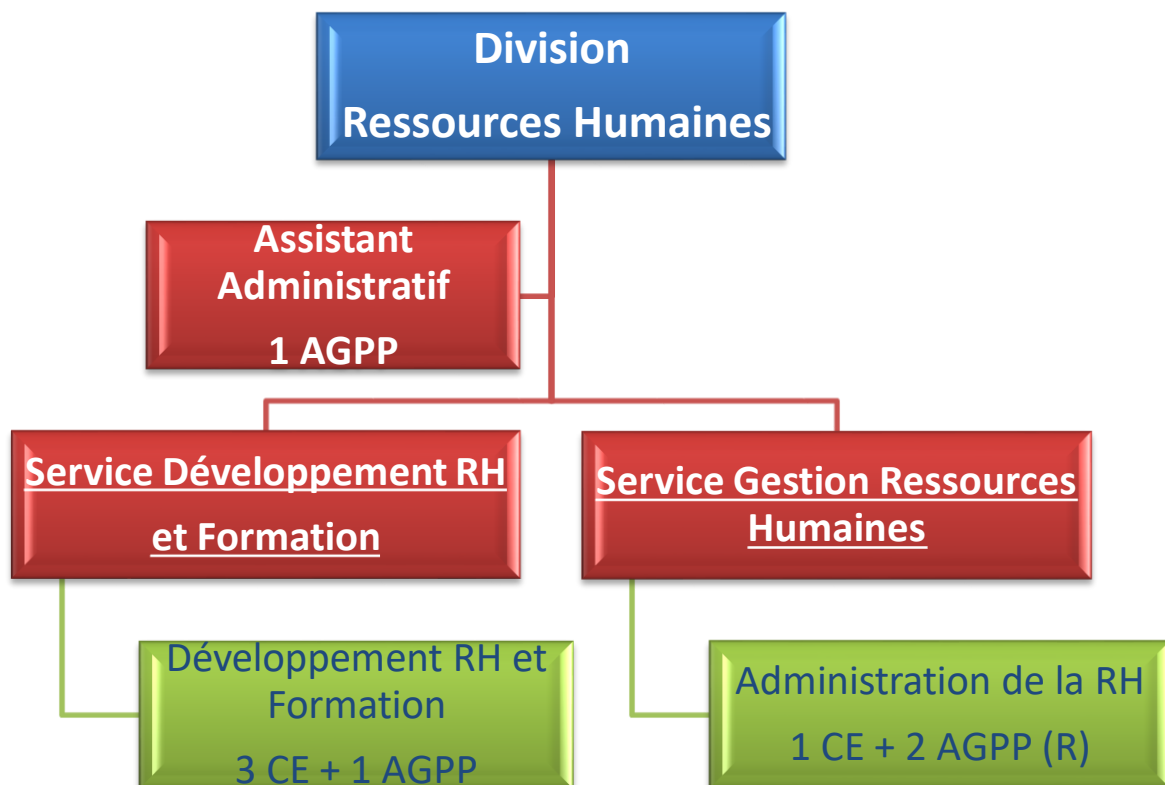 Division
Ressources Humaines
Assistant
Administratif
1 AGPP
Service Développement RH
et Formation
Service Gestion Ressources
Humaines
Développement RH et
Formation
3 CE + 1 AGPP
Administration de la RH
1 CE + 2 AGPP (R)